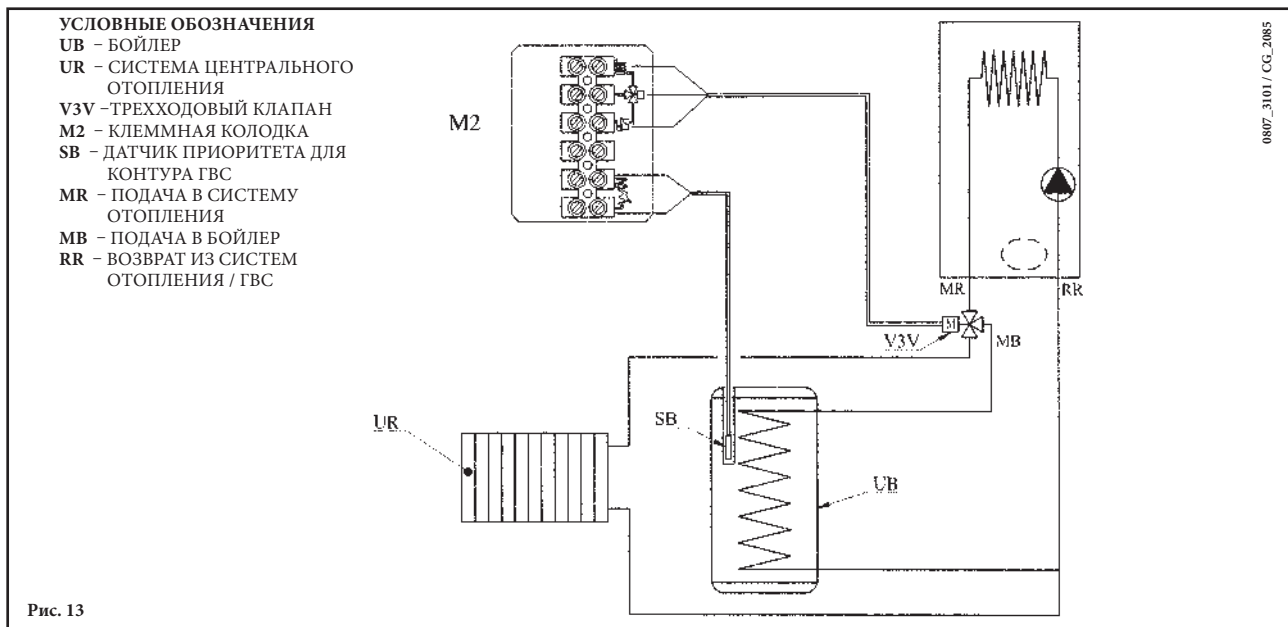 УСЛОВНЫЕ ОБОЗНАЧЕНИЯ
UB – БОЙЛЕР
UR – СИСТЕМА ЦЕНТРАЛЬНОГО
ОТОПЛЕНИЯ
V3V –ТРЕХХОДОВЫЙ КЛАПАН
M2 – КЛЕММНАЯ КОЛОДКА
SB – ДАТЧИК ПРИОРИТЕТА ДЛЯ
КОНТУРА ГВС
MR – ПОДАЧА В СИСТЕМУ
ОТОПЛЕНИЯ
MB – ПОДАЧА В БОЙЛЕР
RR – ВОЗВРАТ ИЗ СИСТЕМ
ОТОПЛЕНИЯ / ГВС
M2
0807_3101 / CG_2085
MR
RR
M
V3V
MB
SB
UR
UB
Рис. 13